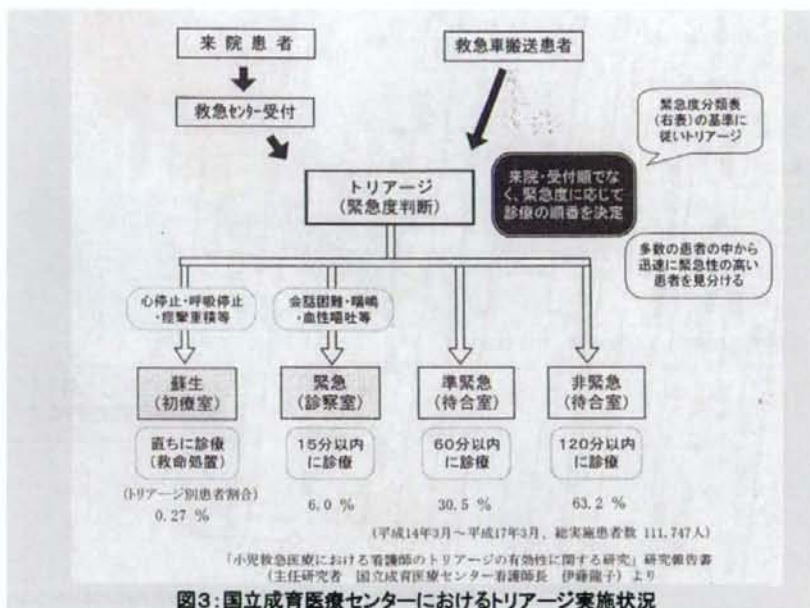 来院患者
救急車搬送患者
救急センター受付
緊急度分類表
(右表)の基準に
従いトリアージ
トリアージ
(緊急度判断)
来院・受付順でな
く、緊急度に応じて
診療の順番を決定
多数の患者の中から
迅速に緊急性の高い
患者を見分ける
心停止・呼吸停止
・痙攣重積等
会話困難・喘鳴
・血性嘔吐等
蘇生
(初療室)
緊急
(診察室)
準緊急
(待合室)
非緊急
(待合室)
直ちに診療
(救命処置)
15分以内
に診療
60分以内
に診療
120分以内
に診療
(トリアージ別患者割合)
0.27 %
6.0 %
30.5 %
63.2 %
(平成14年3月～平成17年3月、総実施患者数 111,747人)
「小児救急医療における看護師のトリアージの有効性に関する研究」研究報告書
(主任研究者 国立成育医療センター看護師長 伊藤龍子) より
図3:国立成育医療センターにおけるトリアージ実施状況